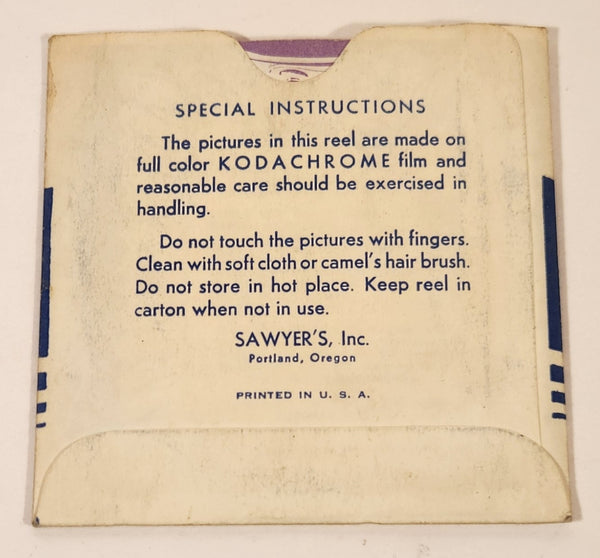 SPECIAL INSTRUCTIONS
The pictures in this reel are made on
full color KODACHROME film and
reasonable care should be exercised in
handling.
Do not touch the pictures with fingers.
Clean with soft cloth or camel's hair brush.
Do not store in hot place. Keep reel in
carton when not in use.
SAWYER'S, Inc.
Portland, Oregon
PRINTED IN U. S. A.